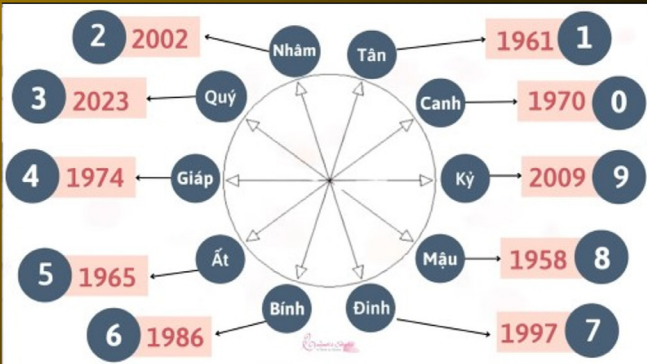 2 2002 Nhâm Tân 1961 1
3 2023 Quý Canh 1970 0
4 1974 Giáp Kỷ 2009 9
5 1965 Ất Mậu 1958 8
6 1986 Bính Đinh 1997 7